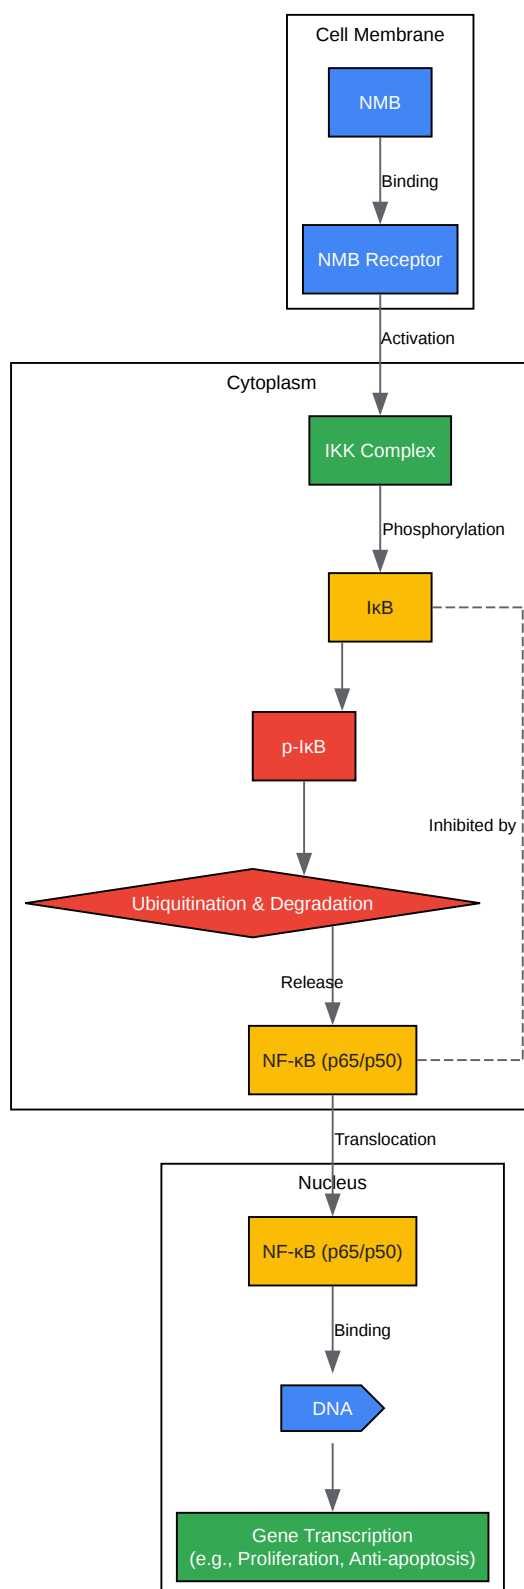 Cell Membrane
NMB
Binding
NMB Receptor
Activation
Cytoplasm
IKK Complex
Phosphorylation
IκB
p-IκB
Inhibited by
Ubiquitination & Degradation
Release
NF-κB (p65/p50)
Translocation
Nucleus
NF-κB (p65/p50)
Binding
DNA
Gene Transcription
(e.g., Proliferation, Anti-apoptosis)